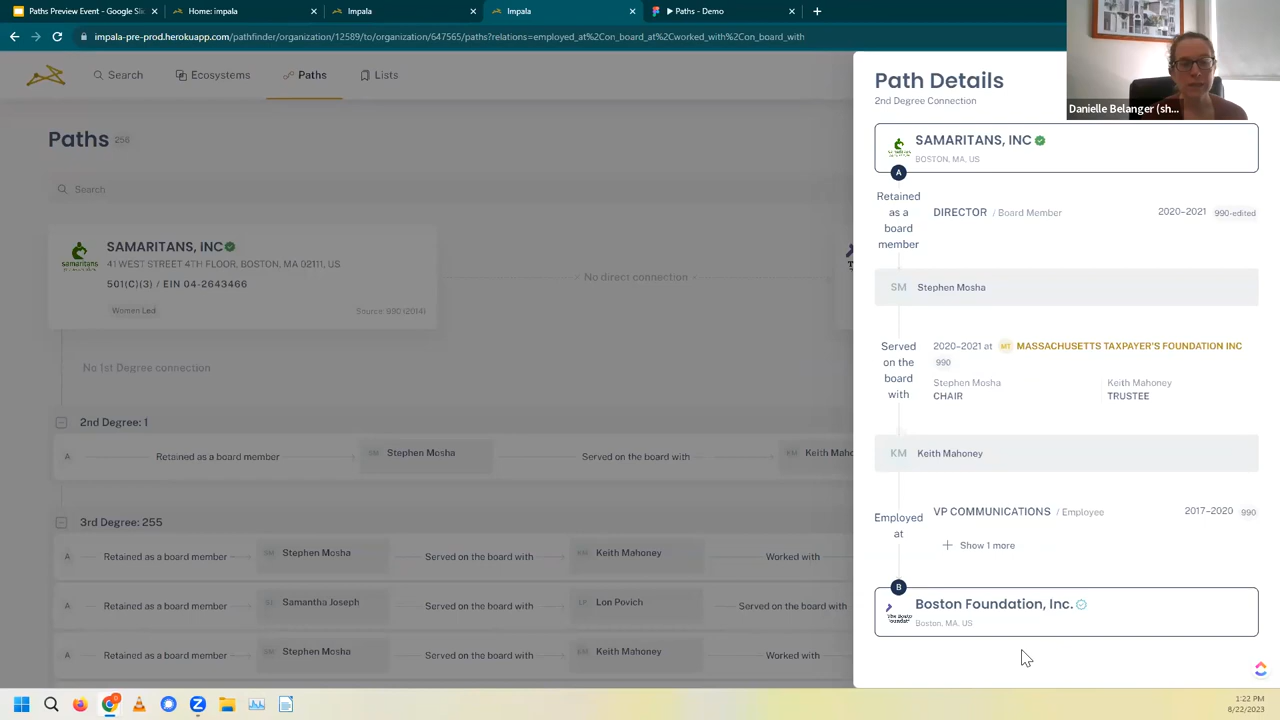 Paths Preview Events - Google Slide
Home: Impala
Impala
Impala
Paths - Demo
impala-pre-prod.herokuapp.com/pathfinder/organization/12589/to/organization/647565/paths?relations=employed_at%2Con_board_at%2Cworked_with%2Con_board_with
Search
Ecosystems
Paths
Lists
Danielle Belanger (sh...
Paths 256
Search
SAMARITANS, INC
41 WEST STREET 4TH FLOOR, BOSTON, MA 02111, US
501(C)(3) / EIN 04-2643466
Women Led
Source: 990 (2014)
samaritans
No direct connection
No 1st Degree connection
2nd Degree: 1
A Retained as a board member SM Stephen Mosha Served on the board with KM Keith Maho
3rd Degree: 255
A Retained as a board member SM Stephen Mosha Served on the board with KM Keith Mahoney Worked with
A Retained as a board member SJ Samantha Joseph Served on the board with LP Lon Povich Served on the board with
A Retained as a board member SM Stephen Mosha Served on the board with KM Keith Mahoney Worked with
Path Details
2nd Degree Connection
SAMARITANS, INC
BOSTON, MA, US
A
Retained
as a
board
member
DIRECTOR / Board Member
2020–2021 990-edited
SM Stephen Mosha
Served
on the
board
with
2020–2021 at MT MASSACHUSETTS TAXPAYER'S FOUNDATION INC
990
Stephen Mosha
CHAIR
Keith Mahoney
TRUSTEE
KM Keith Mahoney
Employed
at
VP COMMUNICATIONS / Employee
2017–2020 990
Show 1 more
B
Boston Foundation, Inc.
Boston, MA, US
1:22 PM
8/22/2023